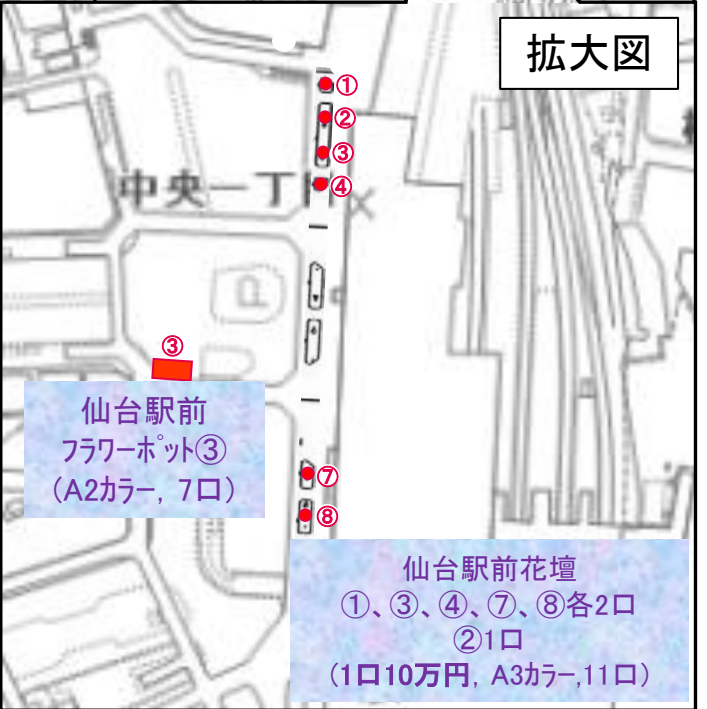 拡大図
①
②
③
④
中央一丁目
P
③
仙台駅前
フラワーポット③
(A2カラー, 7口)
⑦
⑧
仙台駅前花壇
①、③、④、⑦、⑧各2口
②1口
(1口10万円, A3カラー,11口)